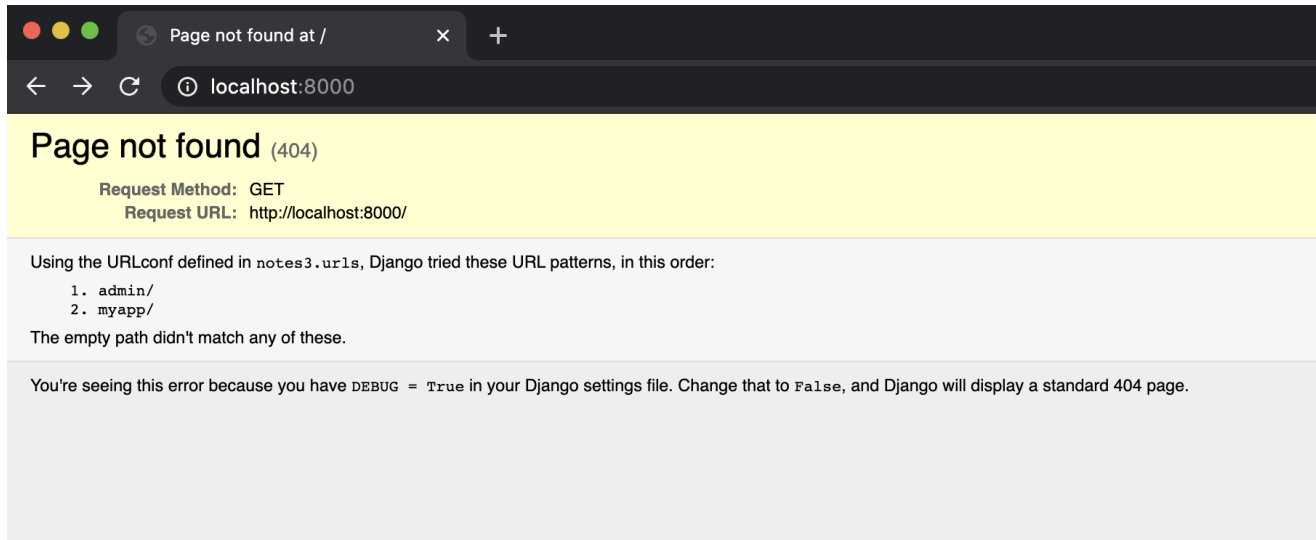 Page not found at /
localhost:8000
Page not found (404)
Request Method: GET
Request URL: http://localhost:8000/
Using the URLconf defined in notes3.urls, Django tried these URL patterns, in this order:
1. admin/
2. myapp/
The empty path didn't match any of these.
You're seeing this error because you have DEBUG = True in your Django settings file. Change that to False, and Django will display a standard 404 page.